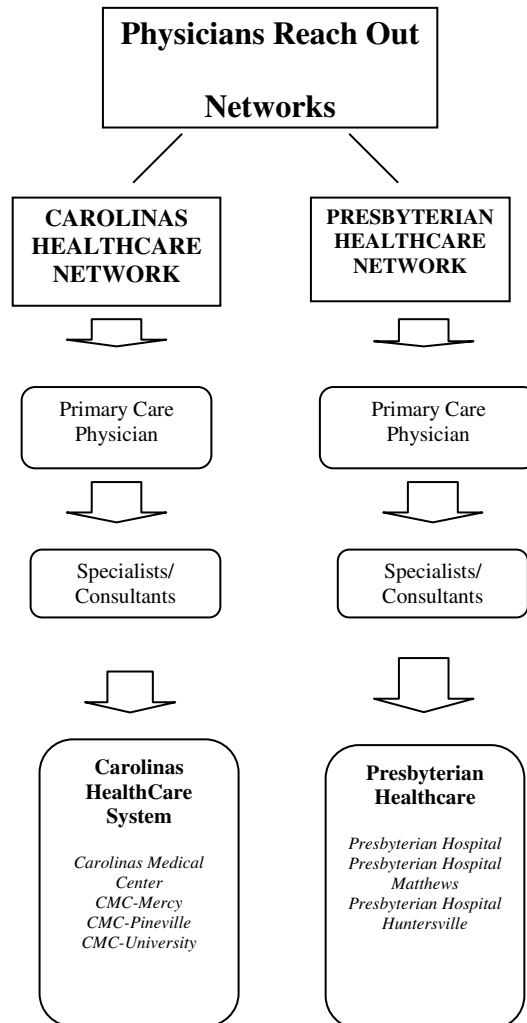 Physicians Reach Out
Networks
CAROLINAS
HEALTHCARE
NETWORK
PRESBYTERIAN
HEALTHCARE
NETWORK
Primary Care
Physician
Primary Care
Physician
Specialists/
Consultants
Specialists/
Consultants
Carolinas
HealthCare
System
Carolinas Medical
Center
CMC-Mercy
CMC-Pineville
CMC-University
Presbyterian
Healthcare
Presbyterian Hospital
Presbyterian Hospital
Matthews
Presbyterian Hospital
Huntersville